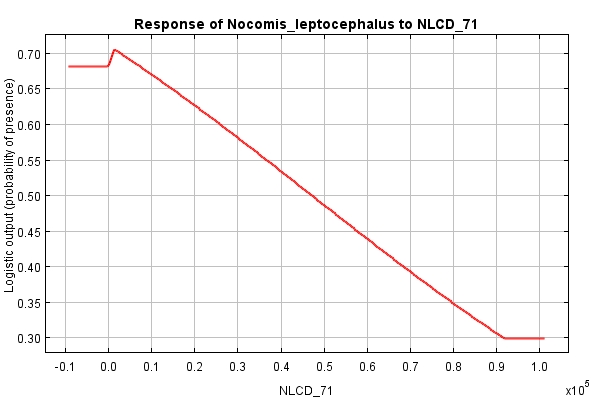 Response of Nocomis_leptocephalus to NLCD_71
Logistic output (probability of presence)
0.70
0.65
0.60
0.55
0.50
0.45
0.40
0.35
0.30
-0.1 0.0 0.1 0.2 0.3 0.4 0.5 0.6 0.7 0.8 0.9 1.0
NLCD_71
x10⁵